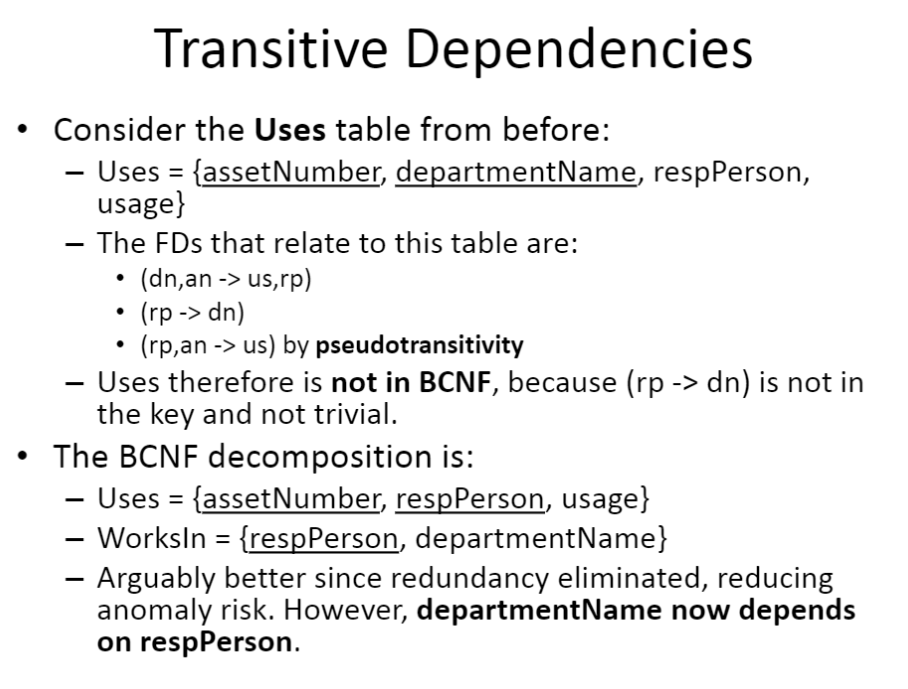 Transitive Dependencies
• Consider the Uses table from before:
– Uses = {assetNumber, departmentName, respPerson,
usage}
– The FDs that relate to this table are:
• (dn,an -> us,rp)
• (rp -> dn)
• (rp,an -> us) by pseudotransitivity
– Uses therefore is not in BCNF, because (rp -> dn) is not in
the key and not trivial.
• The BCNF decomposition is:
– Uses = {assetNumber, respPerson, usage}
– WorksIn = {respPerson, departmentName}
– Arguably better since redundancy eliminated, reducing
anomaly risk. However, departmentName now depends
on respPerson.